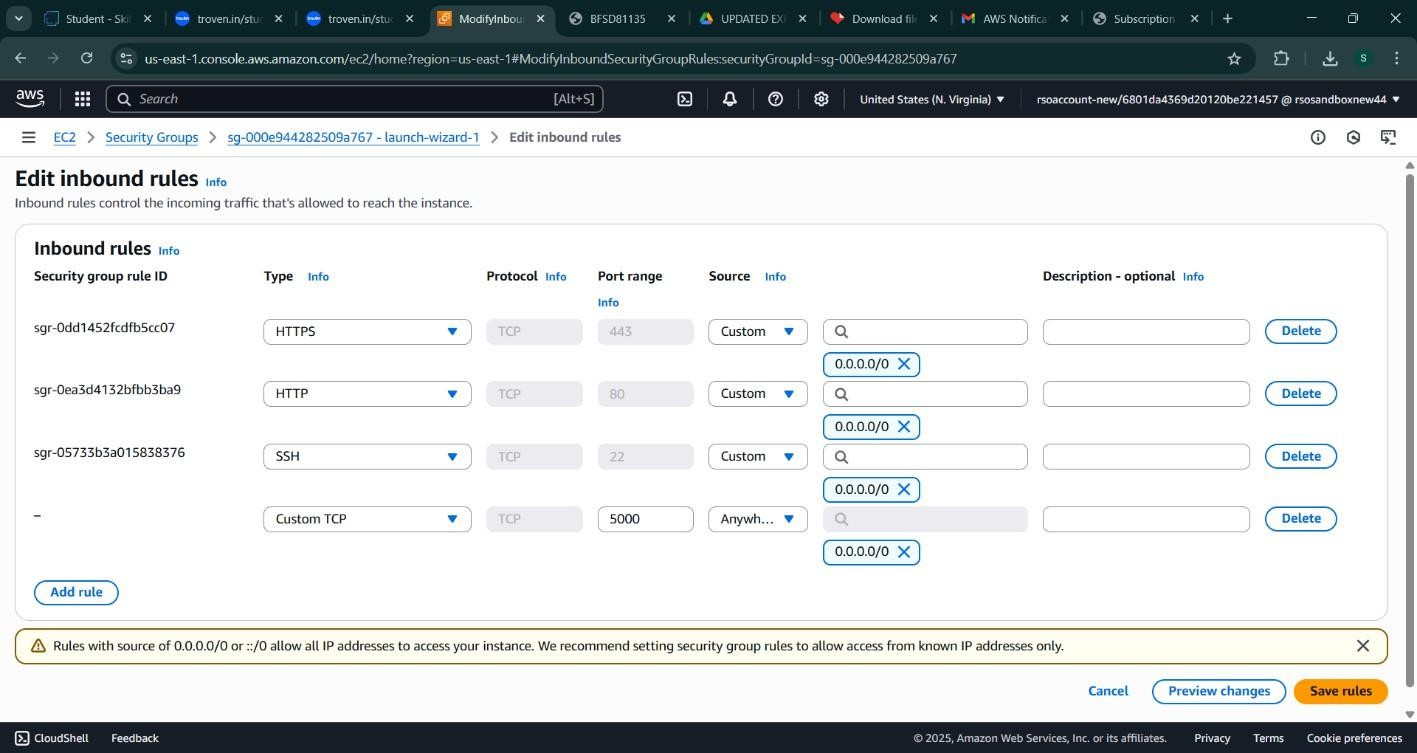 Student - Skil
troven.in/stud
troven.in/stud
ModifyInboun
BFSD81135
UPDATED EXP
Download file
AWS Notifica
Subscription
us-east-1.console.aws.amazon.com/ec2/home?region=us-east-1#ModifyInboundSecurityGroupRules:securityGroupId=sg-000e944282509a767
S
aws
Search [Alt+S]
United States (N. Virginia)
rsoaccount-new/6801da4369d20120be221457 @ rsosandboxnew44
EC2 > Security Groups > sg-000e944282509a767 - launch-wizard-1 > Edit inbound rules
Edit inbound rules Info
Inbound rules control the incoming traffic that's allowed to reach the instance.
Inbound rules Info
Security group rule ID Type Info Protocol Info Port range Source Info Description - optional Info
Info
sgr-0dd1452fcdfb5cc07 HTTPS TCP 443 Custom Delete
0.0.0.0/0
sgr-0ea3d4132bfbb3ba9 HTTP TCP 80 Custom Delete
0.0.0.0/0
sgr-05733b3a015838376 SSH TCP 22 Custom Delete
0.0.0.0/0
– Custom TCP TCP 5000 Anywh... Delete
0.0.0.0/0
Add rule
Rules with source of 0.0.0.0/0 or ::/0 allow all IP addresses to access your instance. We recommend setting security group rules to allow access from known IP addresses only.
Cancel Preview changes Save rules
CloudShell Feedback © 2025, Amazon Web Services, Inc. or its affiliates. Privacy Terms Cookie preferences